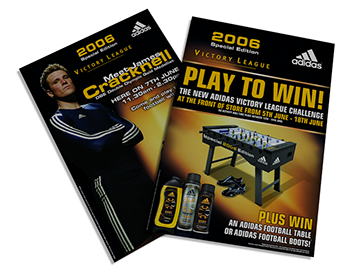 2006
Special Edition
adidas
VICTORY LEAGUE
Meet James
Cracknell
HERE ON 7TH JUNE
Come and play
2006
Special Edition
VICTORY LEAGUE
adidas
PLAY TO WIN!
THE NEW ADIDAS VICTORY LEAGUE CHALLENGE
AT THE FRONT OF STORE FROM 5TH JUNE - 18TH JUNE
PLUS WIN
AN ADIDAS FOOTBALL TABLE
OR ADIDAS FOOTBALL BOOTS!